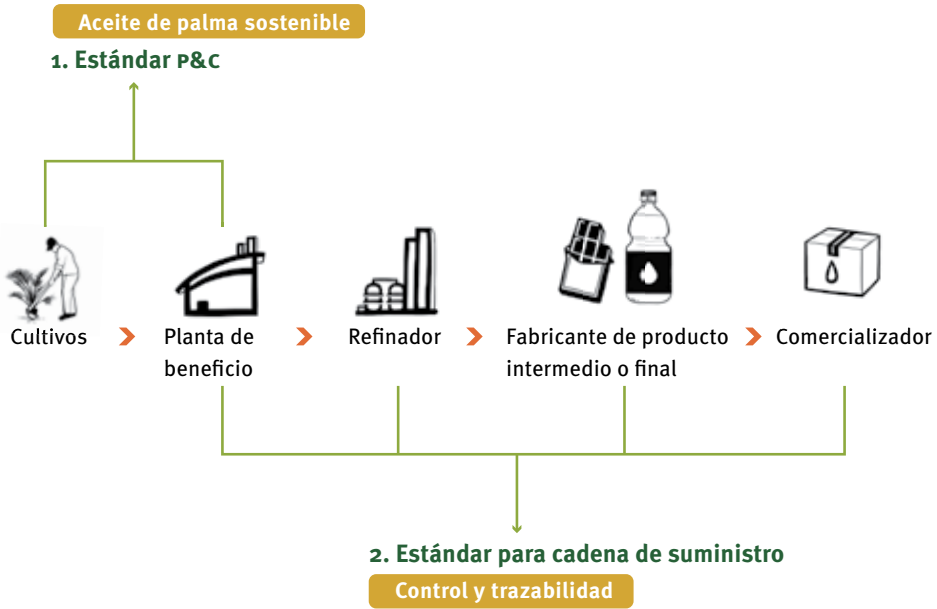 Aceite de palma sostenible
1. Estándar P&C
Cultivos
Planta de
beneficio
Refinador
Fabricante de producto
intermedio o final
Comercializador
2. Estándar para cadena de suministro
Control y trazabilidad